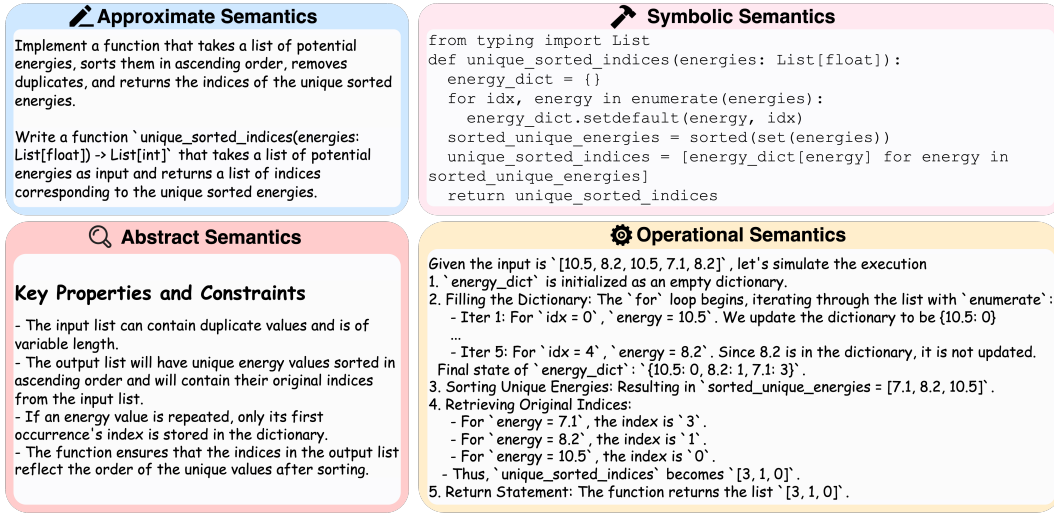 Approximate Semantics
Implement a function that takes a list of potential
energies, sorts them in ascending order, removes
duplicates, and returns the indices of the unique sorted
energies.
Write a function `unique_sorted_indices(energies:
List[float]) -> List[int]` that takes a list of potential
energies as input and returns a list of indices
corresponding to the unique sorted energies.
Symbolic Semantics
from typing import List
def unique_sorted_indices(energies: List[float]):
energy_dict = {}
for idx, energy in enumerate(energies):
energy_dict.setdefault(energy, idx)
sorted_unique_energies = sorted(set(energies))
unique_sorted_indices = [energy_dict[energy] for energy in
sorted_unique_energies]
return unique_sorted_indices
Abstract Semantics
Key Properties and Constraints
- The input list can contain duplicate values and is of
variable length.
- The output list will have unique energy values sorted in
ascending order and will contain their original indices
from the input list.
- If an energy value is repeated, only its first
occurrence's index is stored in the dictionary.
- The function ensures that the indices in the output list
reflect the order of the unique values after sorting.
Operational Semantics
Given the input is `[10.5, 8.2, 10.5, 7.1, 8.2]`, let's simulate the execution
1. `energy_dict` is initialized as an empty dictionary.
2. Filling the Dictionary: The `for` loop begins, iterating through the list with `enumerate`:
- Iter 1: For `idx = 0`, `energy = 10.5`. We update the dictionary to be {10.5: 0}
...
- Iter 5: For `idx = 4`, `energy = 8.2`. Since 8.2 is in the dictionary, it is not updated.
Final state of `energy_dict`: `{10.5: 0, 8.2: 1, 7.1: 3}`.
3. Sorting Unique Energies: Resulting in `sorted_unique_energies = [7.1, 8.2, 10.5]`.
4. Retrieving Original Indices:
- For `energy = 7.1`, the index is `3`.
- For `energy = 8.2`, the index is `1`.
- For `energy = 10.5`, the index is `0`.
- Thus, `unique_sorted_indices` becomes `[3, 1, 0]`.
5. Return Statement: The function returns the list `[3, 1, 0]`.